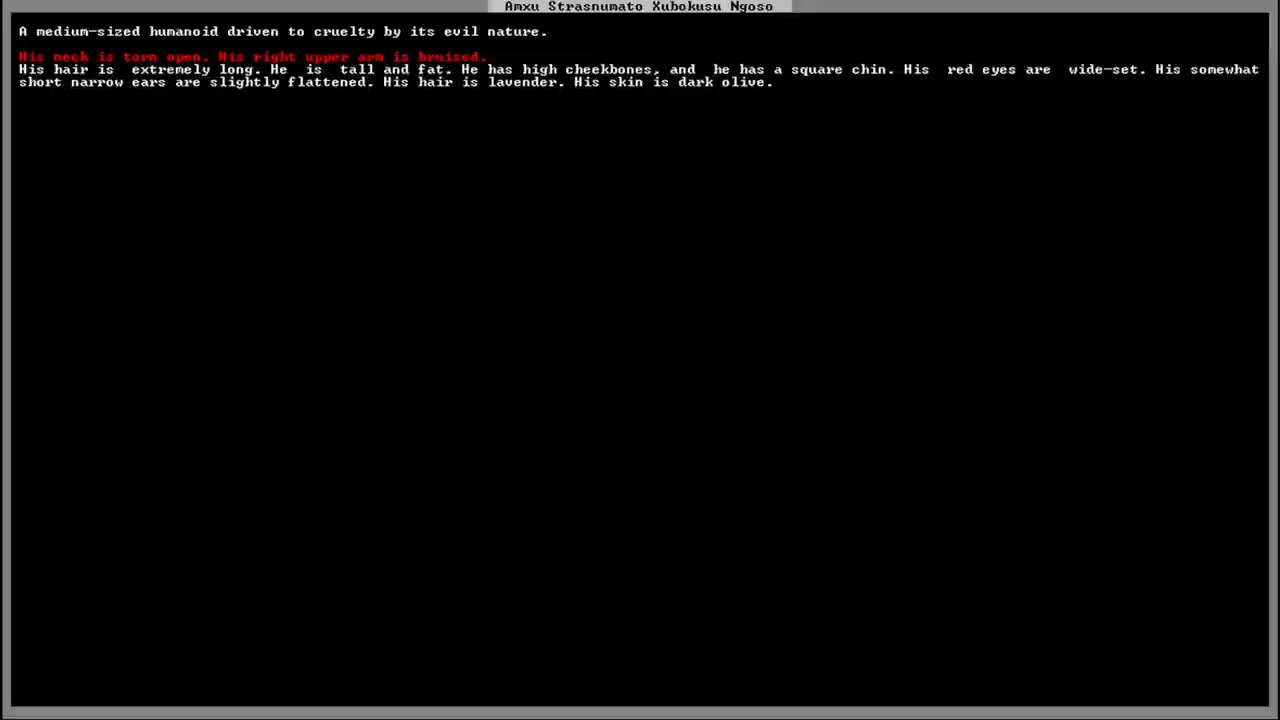 Amxu Strasnumato Xubokusu Ngoso
A medium-sized humanoid driven to cruelty by its evil nature.
His neck is torn open. His right upper arm is bruised.
His hair is  extremely long. He  is  tall and fat. He has high cheekbones, and  he has a square chin. His  red eyes are  wide-set. His somewhat
short narrow ears are slightly flattened. His hair is lavender. His skin is dark olive.